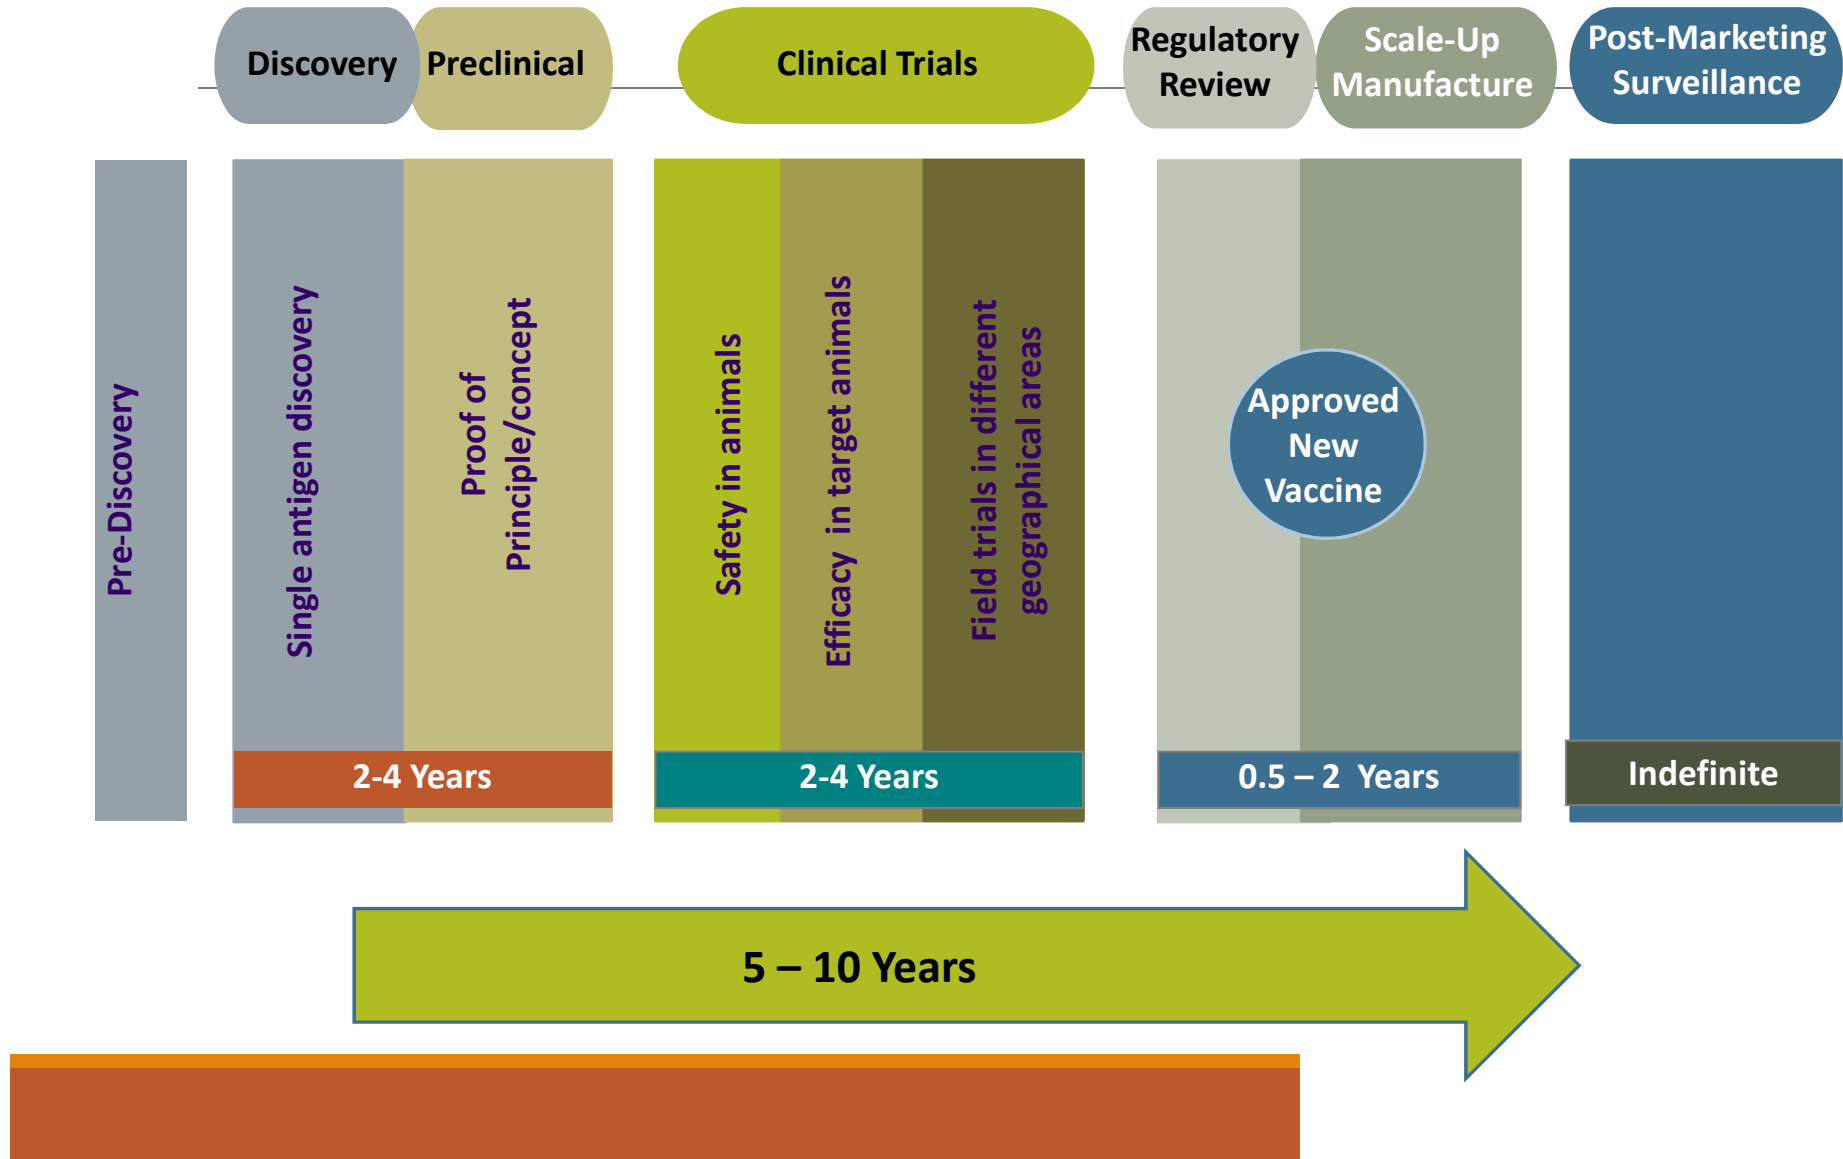 Discovery
Preclinical
Clinical Trials
Regulatory
Review
Scale-Up
Manufacture
Post-Marketing
Surveillance
Pre-Discovery
Single antigen discovery
Proof of
Principle/concept
Safety in animals
Efficacy in target animals
Field trials in different
geographical areas
Approved
New
Vaccine
2-4 Years
2-4 Years
0.5 – 2 Years
Indefinite
5 – 10 Years